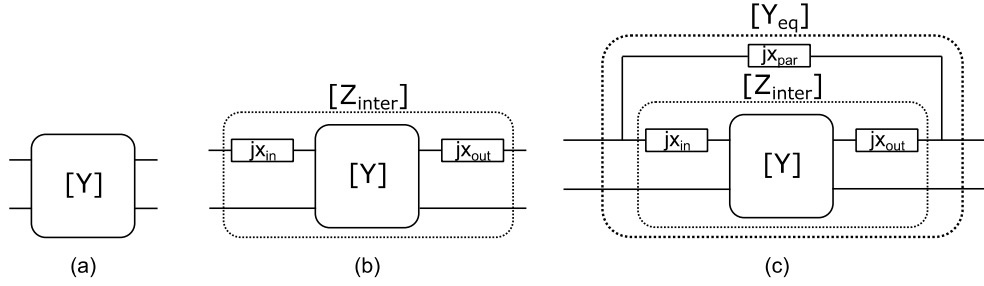 [Y]
(a)
[Z_inter]
jx_in
[Y]
jx_out
(b)
[Y_eq]
jx_par
[Z_inter]
jx_in
[Y]
jx_out
(c)